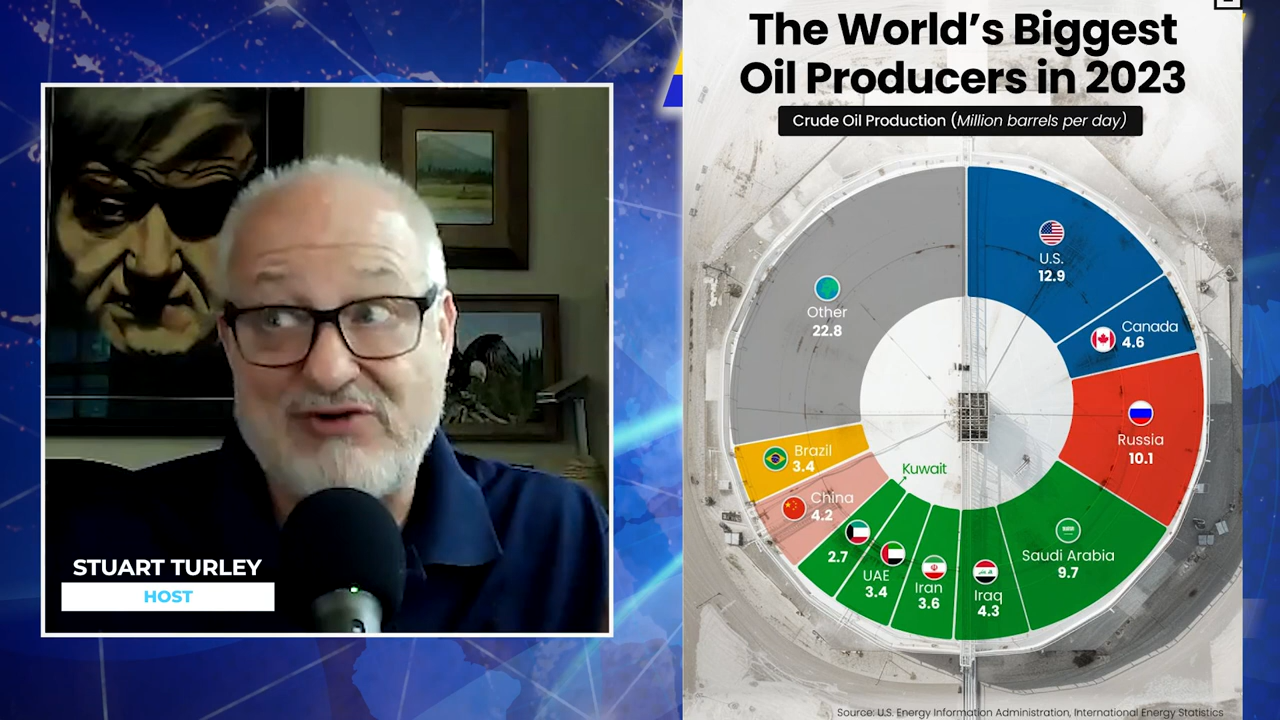 The World's Biggest
Oil Producers in 2023
Crude Oil Production (Million barrels per day)
U.S.
12.9
Canada
4.6
Russia
10.1
Saudi Arabia
9.7
Iraq
4.3
Iran
3.6
UAE
3.4
Kuwait
2.7
China
4.2
Brazil
3.4
Other
22.8
STUART TURLEY
HOST
Source: U.S. Energy Information Administration, International Energy Statistics